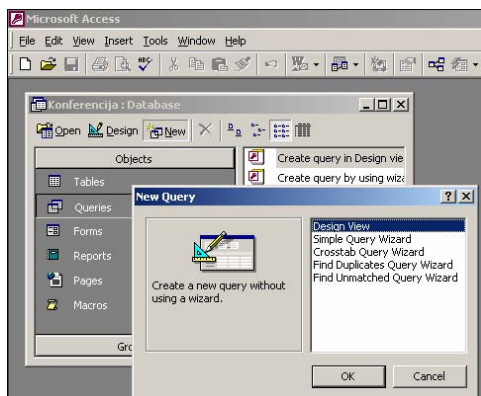 Microsoft Access
File Edit View Insert Tools Window Help
Konferencija : Database
Open Design New
Objects
Create query in Design vie
Tables
Create query by using wiza
Queries
New Query
Forms
Reports
Pages
Macros
Gro
Create a new query without
using a wizard.
Design View
Simple Query Wizard
Crosstab Query Wizard
Find Duplicates Query Wizard
Find Unmatched Query Wizard
OK Cancel